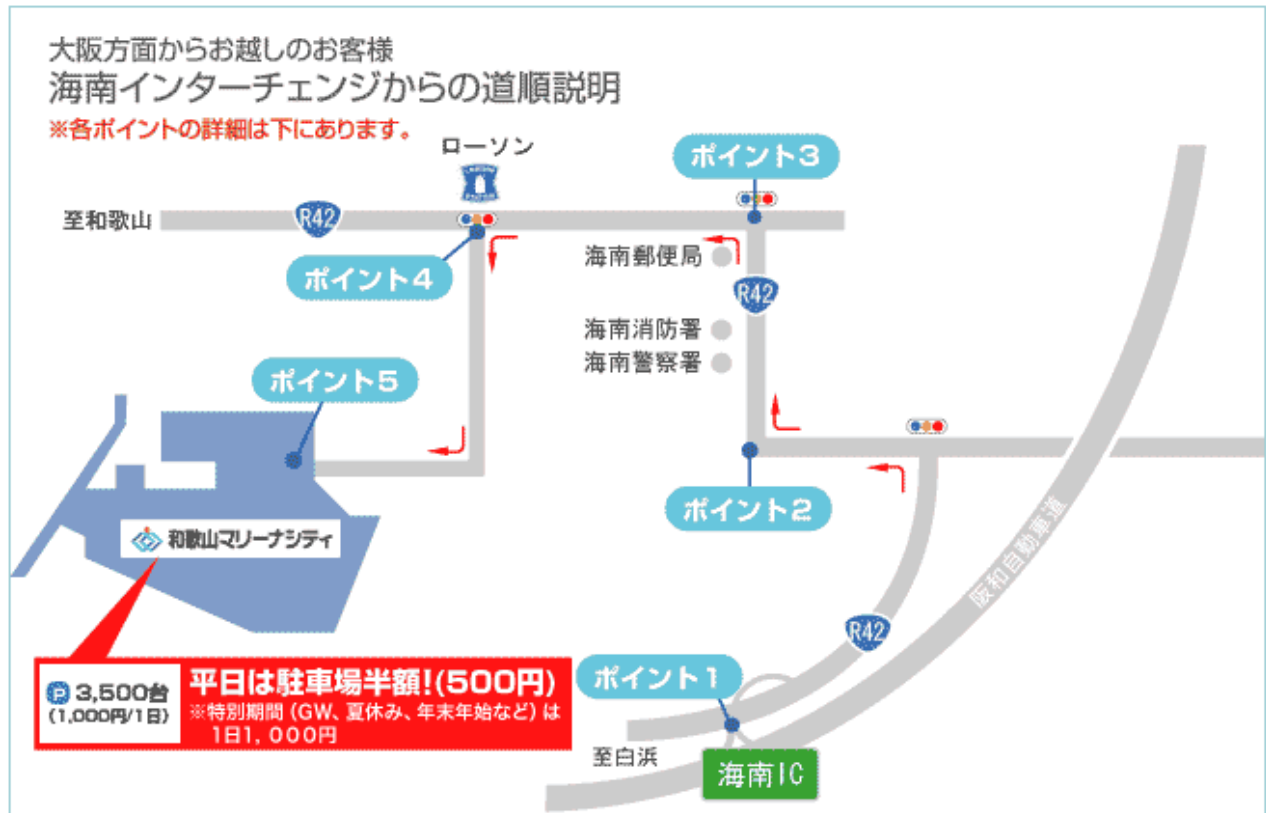 大阪方面からお越しのお客様
海南インターチェンジからの道順説明
※各ポイントの詳細は下にあります。
ローソン
ポイント3
至和歌山
R42
ポイント4
海南郵便局
R42
海南消防署
海南警察署
ポイント5
ポイント2
和歌山マリーナシティ
阪和自動車道
R42
P 3,500台
(1,000円/1日)
平日は駐車場半額!(500円)
※特別期間(GW、夏休み、年末年始など)は
1日1,000円
ポイント1
至白浜
海南IC